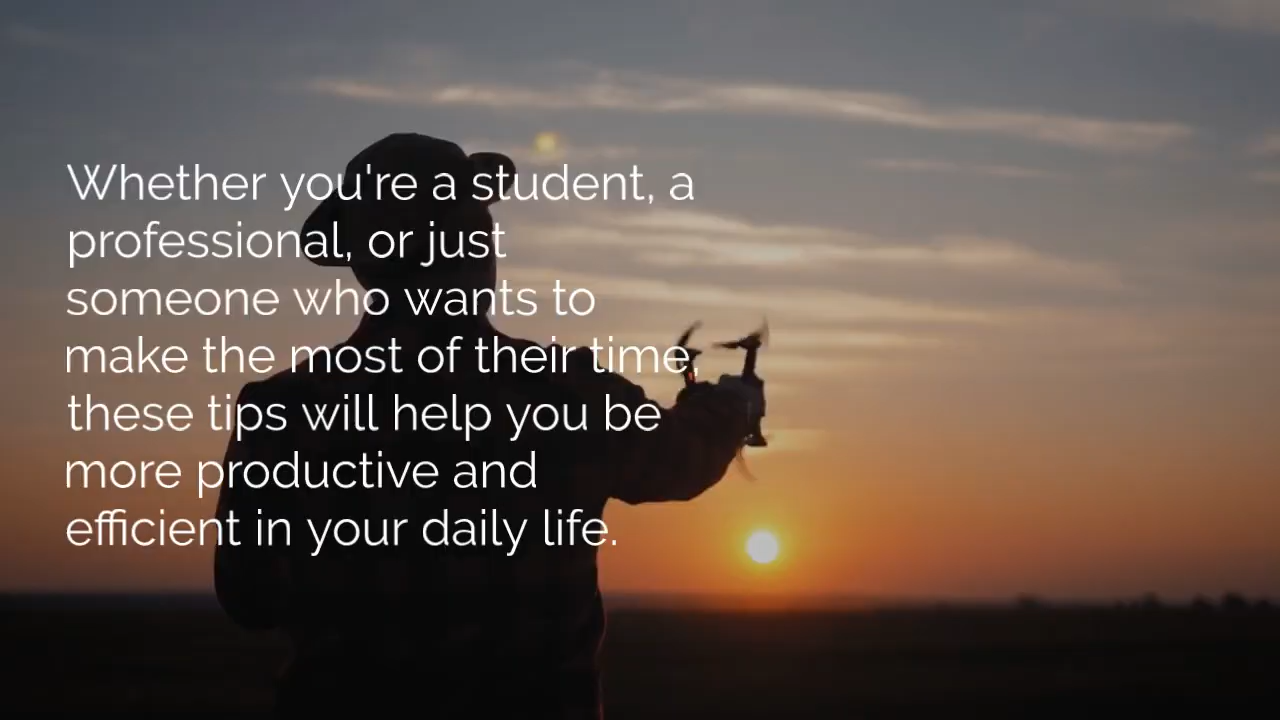 Whether you're a student, a
professional, or just
someone who wants to
make the most of their time,
these tips will help you be
more productive and
efficient in your daily life.